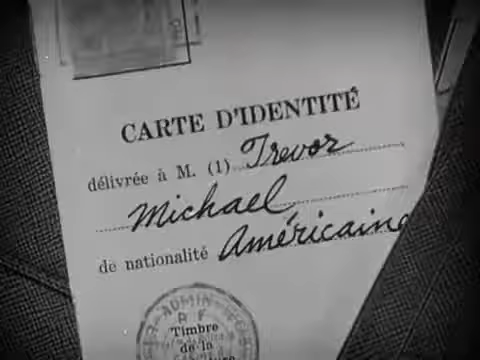 CARTE D'IDENTITÉ
délivrée à M. (1) Trevor
Michael
de nationalité Américaine
R F
Timbre
de la